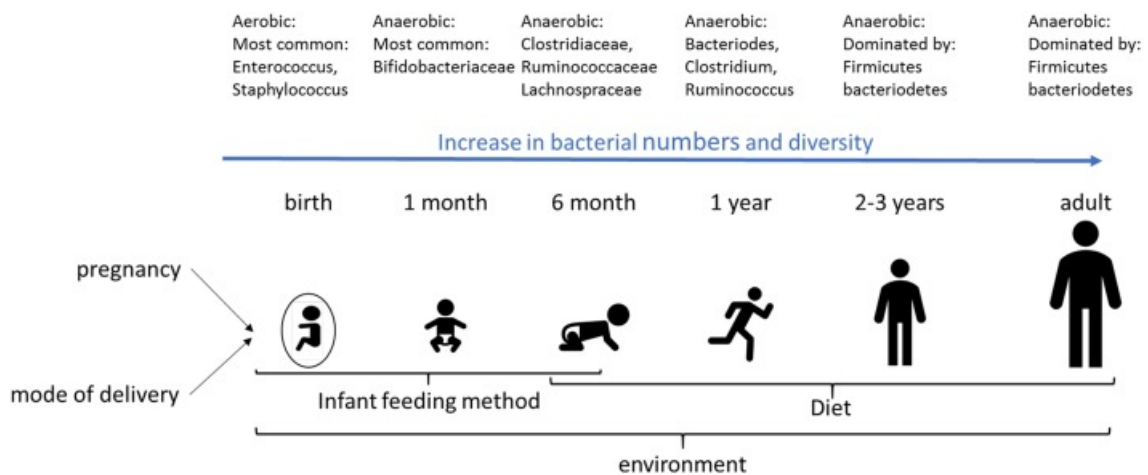 Aerobic:
Most common:
Enterococcus,
Staphylococcus
Anaerobic:
Most common:
Bifidobacteriaceae
Anaerobic:
Clostridiaceae,
Ruminococcaceae
Lachnospraceae
Anaerobic:
Bacteriodes,
Clostridium,
Ruminococcus
Anaerobic:
Dominated by:
Firmicutes
bacteriodetes
Anaerobic:
Dominated by:
Firmicutes
bacteriodetes
Increase in bacterial numbers and diversity
birth
1 month
6 month
1 year
2-3 years
adult
pregnancy
mode of delivery
Infant feeding method
Diet
environment